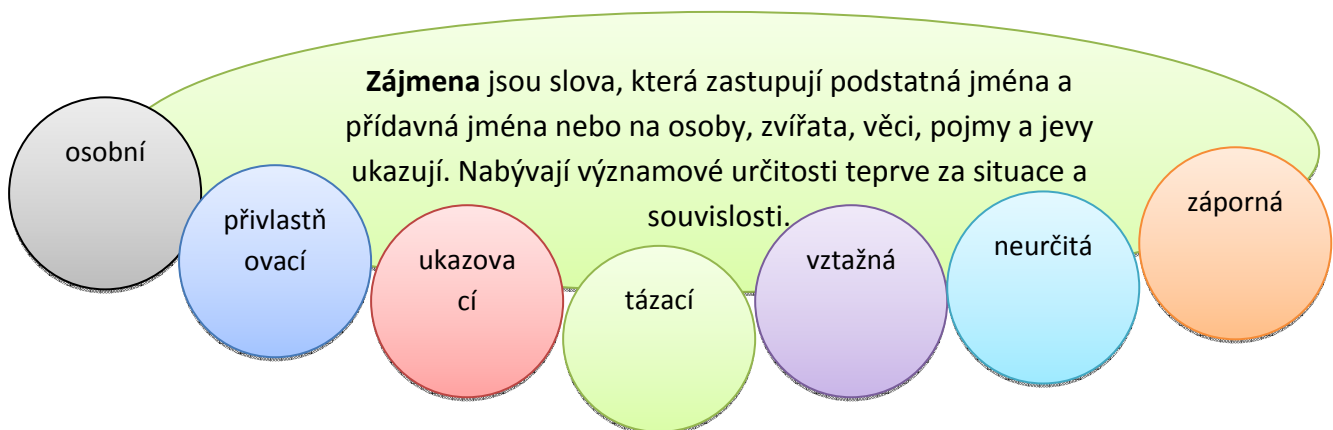 Zájmena jsou slova, která zastupují podstatná jména a
přídavná jména nebo na osoby, zvířata, věci, pojmy a jevy
ukazují. Nabývají významové určitosti teprve za situace a
souvislosti.
osobní
přivlastň
ovací
ukazova
cí
tázací
vztažná
neurčitá
záporná